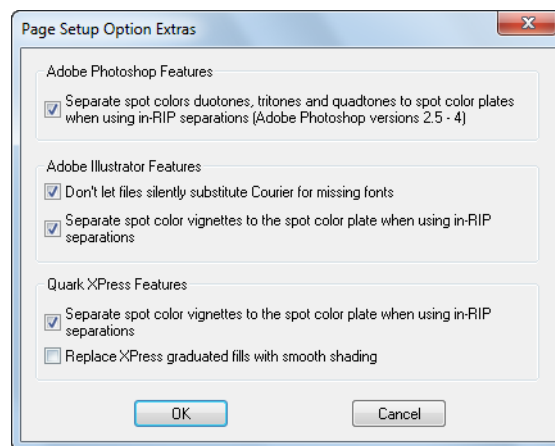 Page Setup Option Extras
Adobe Photoshop Features
Separate spot colors duotones, tritones and quadtones to spot color plates
when using in-RIP separations (Adobe Photoshop versions 2.5 - 4)
Adobe Illustrator Features
Don't let files silently substitute Courier for missing fonts
Separate spot color vignettes to the spot color plate when using in-RIP
separations
Quark XPress Features
Separate spot color vignettes to the spot color plate when using in-RIP
separations
Replace XPress graduated fills with smooth shading
OK Cancel